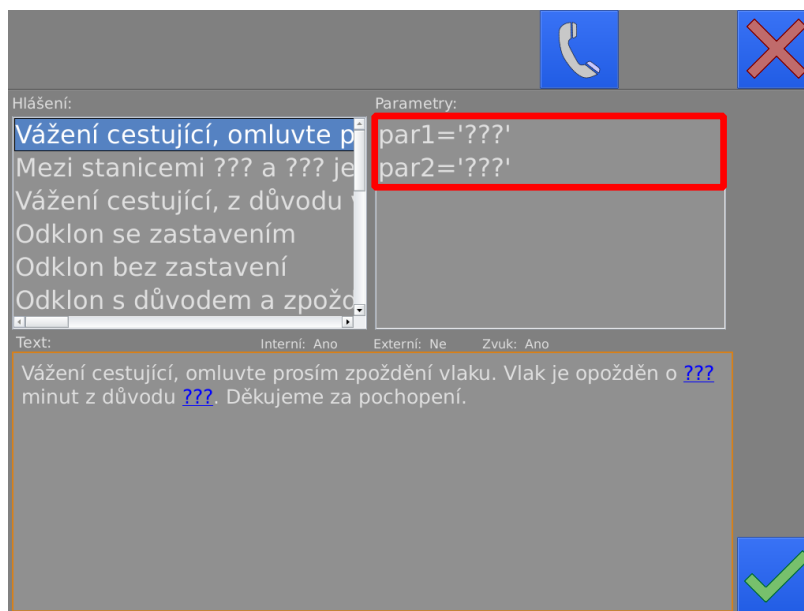 Hlášení:
Vážení cestující, omluvte p
Mezi stanicemi ??? a ??? je
Vážení cestující, z důvodu
Odklon se zastavením
Odklon bez zastavení
Odklon s důvodem a zpožd
Parametry:
par1='???'
par2='???'
Text: Interní: Ano Externí: Ne Zvuk: Ano
Vážení cestující, omluvte prosím zpoždění vlaku. Vlak je opožděn o ???
minut z důvodu ???. Děkujeme za pochopení.